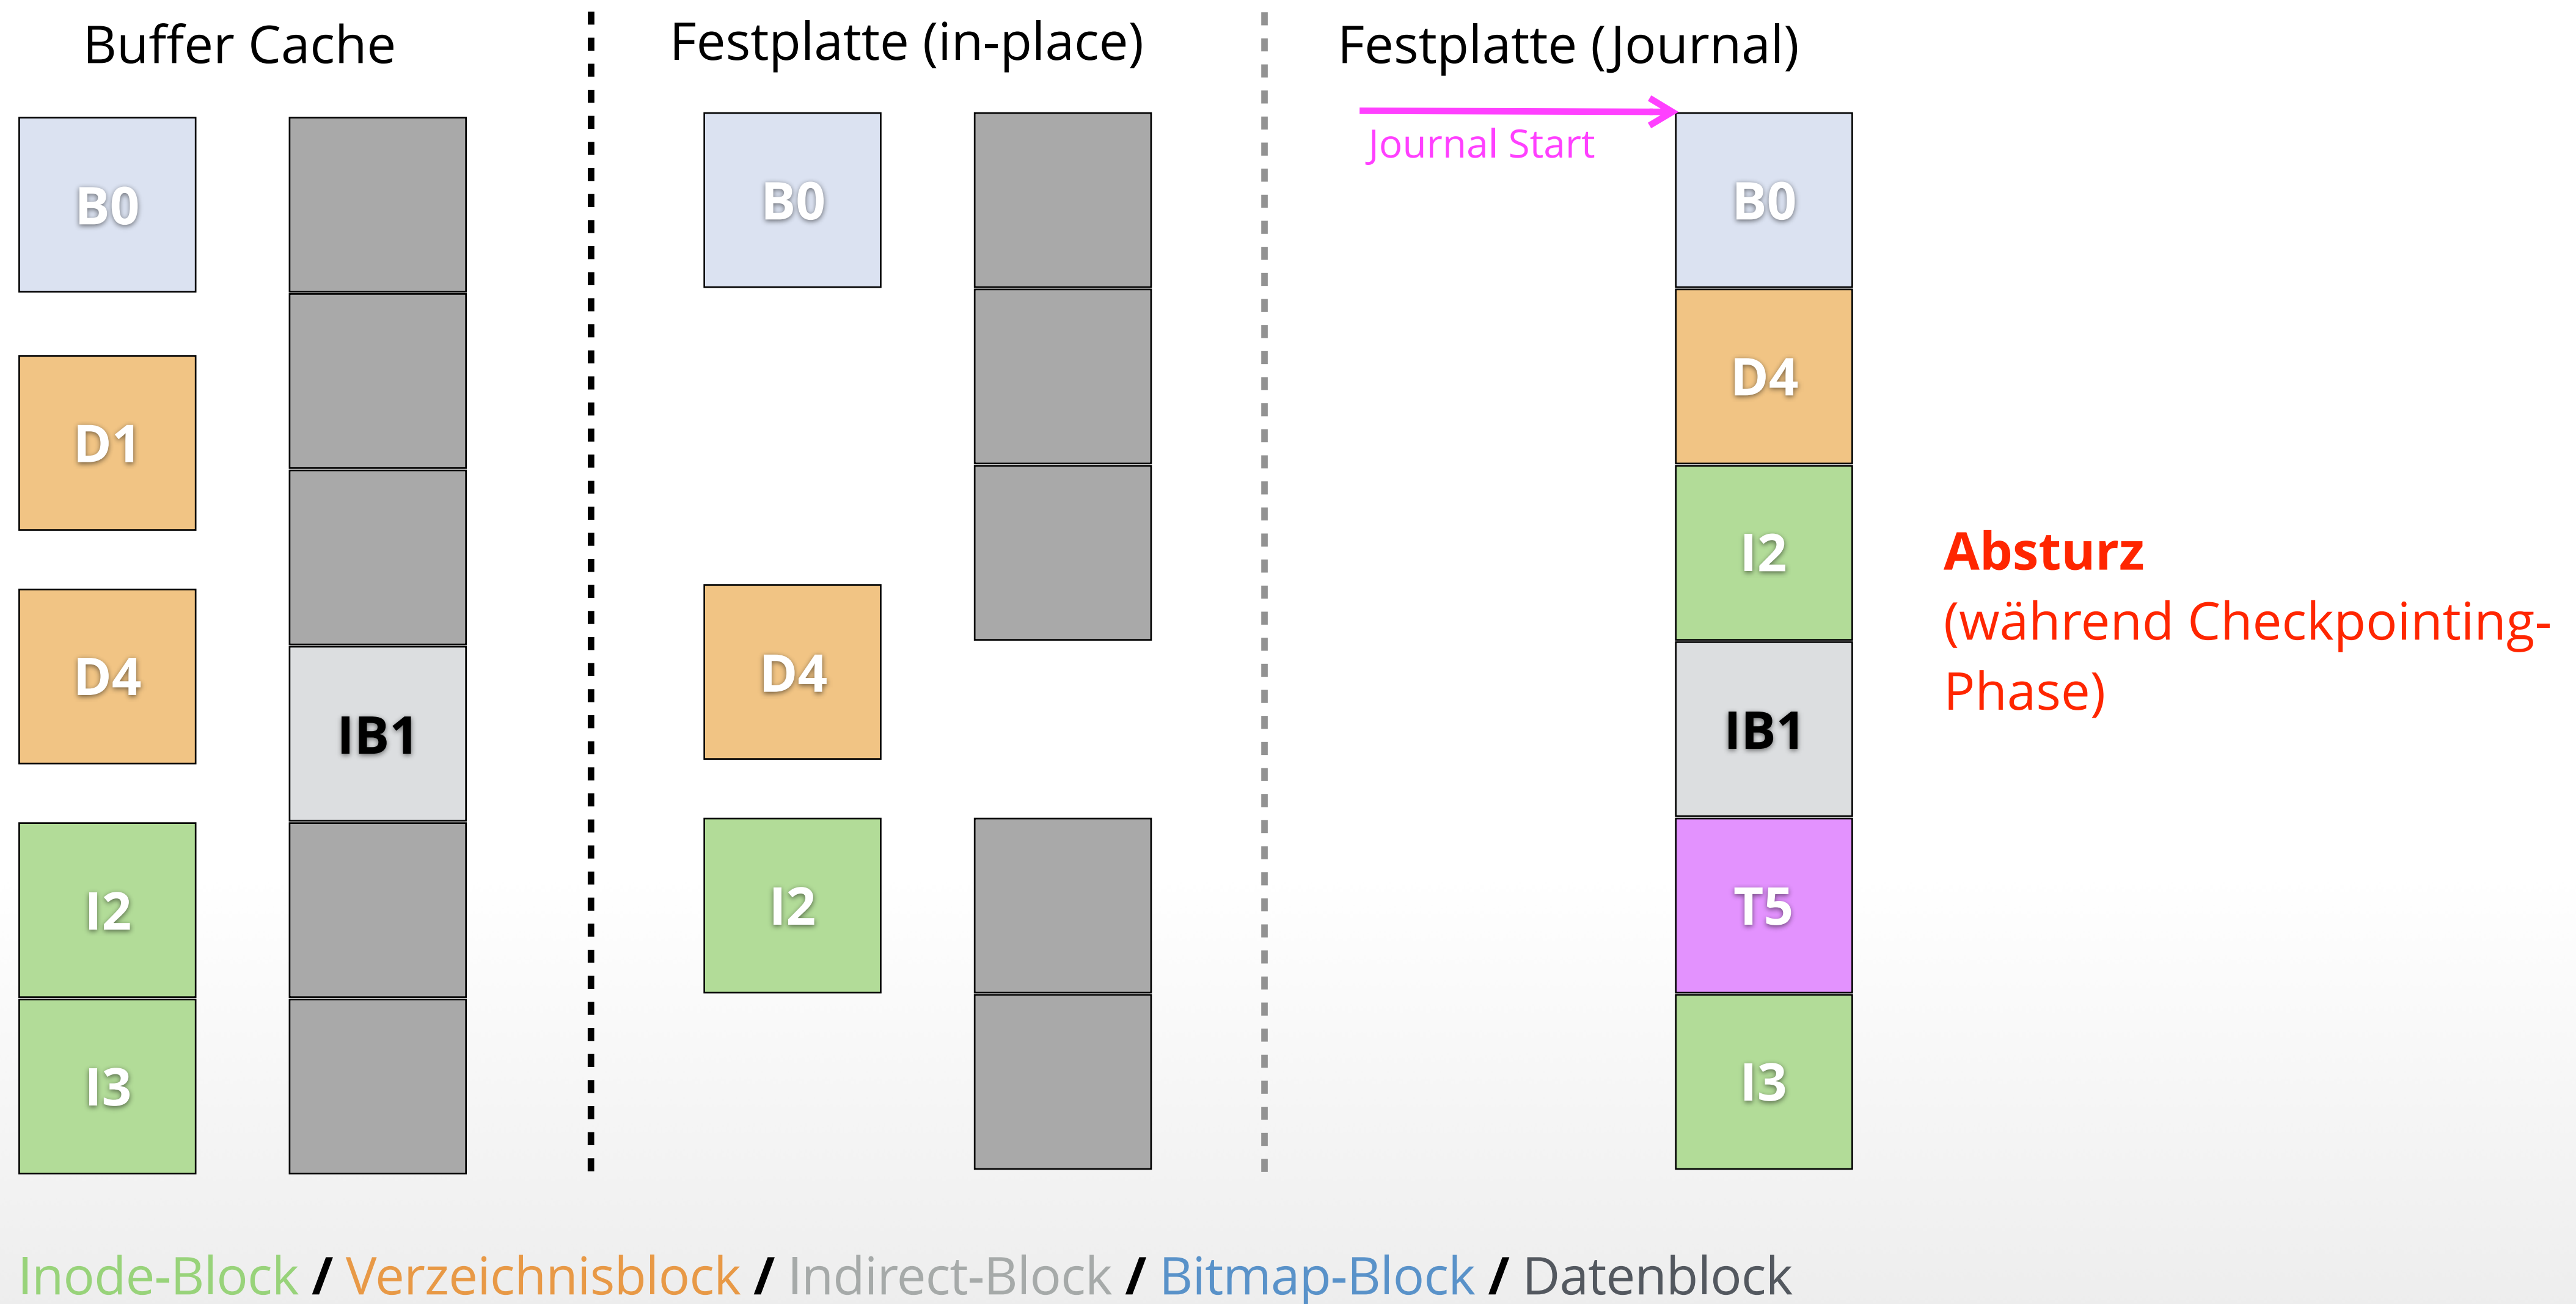 Buffer Cache
Festplatte (in-place)
Festplatte (Journal)
Journal Start
B0
D1
D4
I2
I3
IB1
B0
D4
I2
B0
D4
I2
IB1
T5
I3
Absturz
(während Checkpointing-
Phase)
Inode-Block / Verzeichnisblock / Indirect-Block / Bitmap-Block / Datenblock